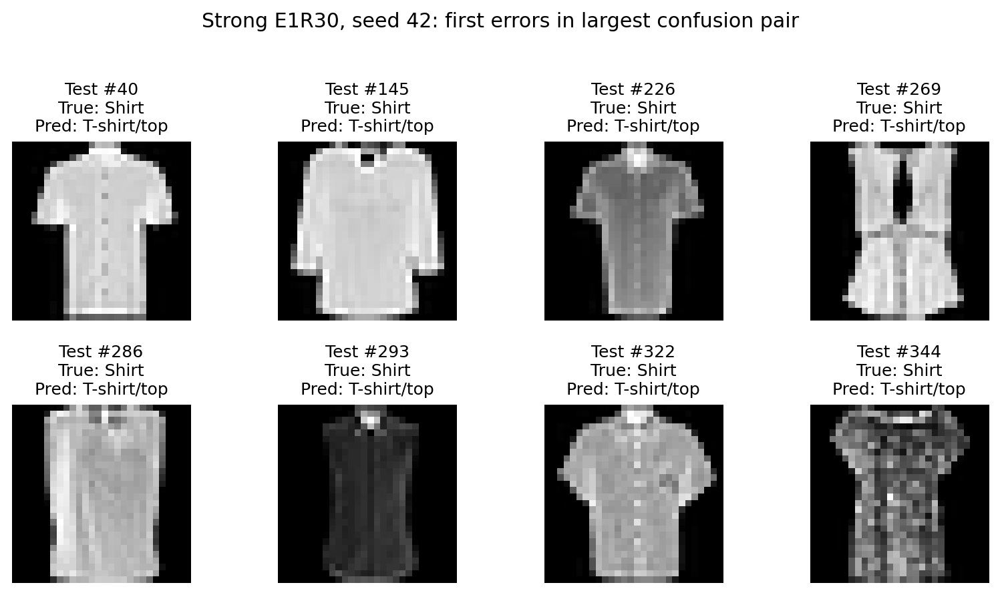 Strong E1R30, seed 42: first errors in largest confusion pair
Test #40
True: Shirt
Pred: T-shirt/top
Test #145
True: Shirt
Pred: T-shirt/top
Test #226
True: Shirt
Pred: T-shirt/top
Test #269
True: Shirt
Pred: T-shirt/top
Test #286
True: Shirt
Pred: T-shirt/top
Test #293
True: Shirt
Pred: T-shirt/top
Test #322
True: Shirt
Pred: T-shirt/top
Test #344
True: Shirt
Pred: T-shirt/top